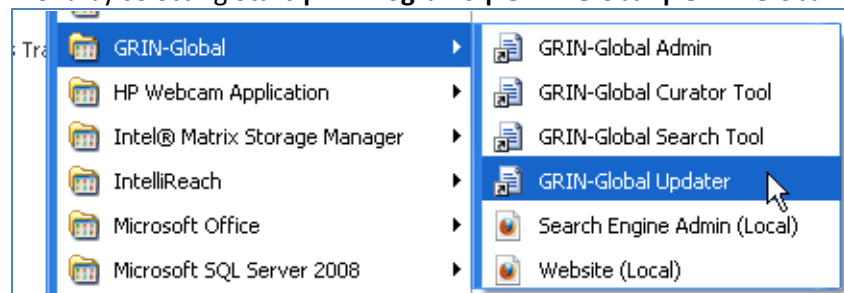 GRIN-Global
HP Webcam Application
Intel® Matrix Storage Manager
IntelliReach
Microsoft Office
Microsoft SQL Server 2008
GRIN-Global Admin
GRIN-Global Curator Tool
GRIN-Global Search Tool
GRIN-Global Updater
Search Engine Admin (Local)
Website (Local)